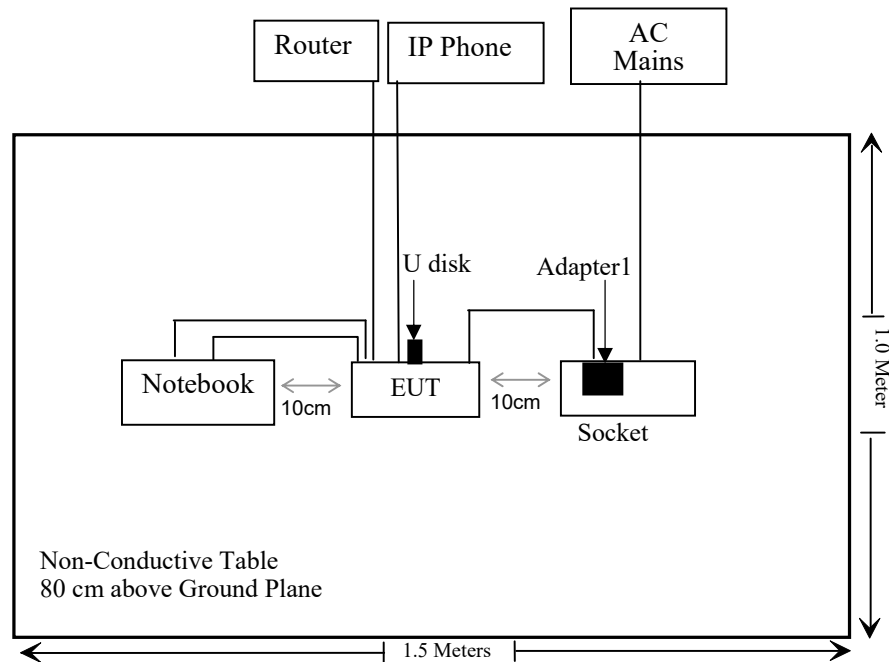 Router
IP Phone
AC
Mains
U disk
Adapter1
Notebook
10cm
EUT
10cm
Socket
1.0 Meter
Non-Conductive Table
80 cm above Ground Plane
1.5 Meters